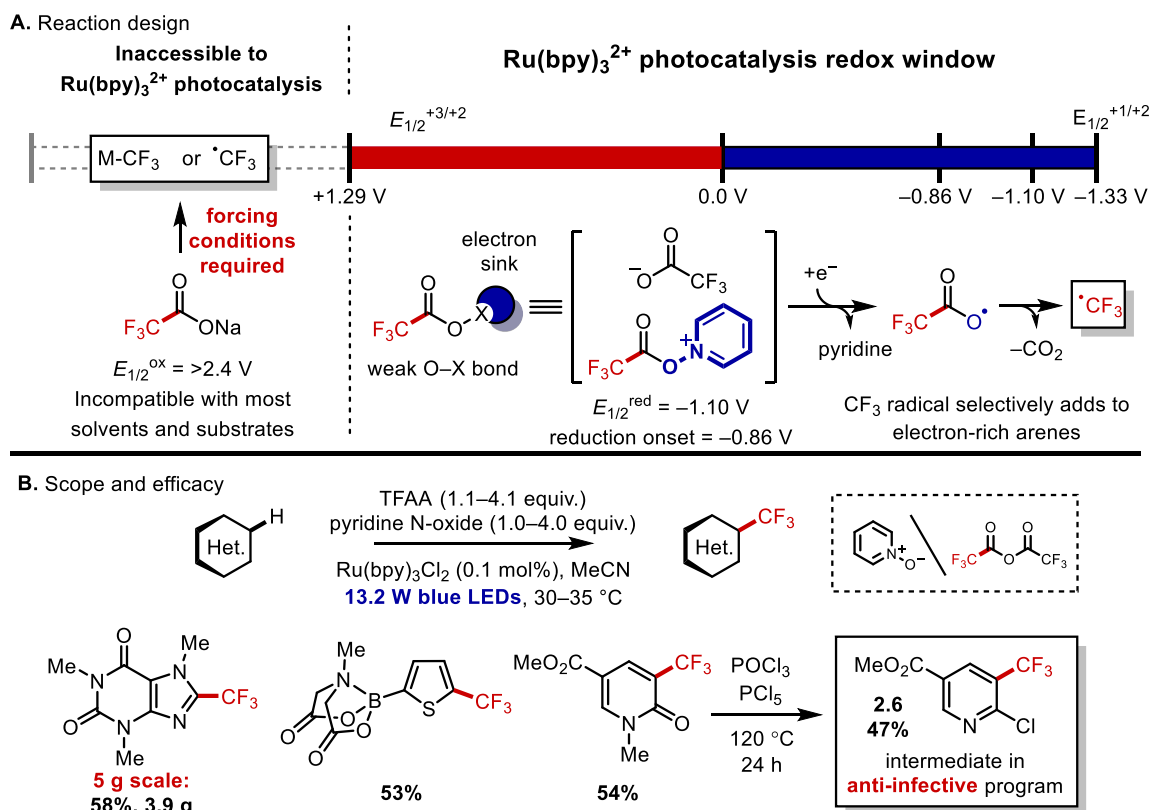 A. Reaction design
Inaccessible to
Ru(bpy)₃²⁺ photocatalysis
Ru(bpy)₃²⁺ photocatalysis redox window
E₁/₂⁺³/⁺²
E₁/₂⁺¹/⁺²
M-CF₃ or •CF₃
+1.29 V
0.0 V
–0.86 V
–1.10 V
–1.33 V
forcing
conditions
required
O
F₃C
ONa
E₁/₂ᵒˣ = >2.4 V
Incompatible with most
solvents and substrates
electron
sink
O
F₃C
O
X
weak O–X bond
O
⁻O
CF₃
O
F₃C
O
N⁺
E₁/₂ʳᵉᵈ = –1.10 V
reduction onset = –0.86 V
+e⁻
pyridine
O
F₃C
O•
–CO₂
•CF₃
CF₃ radical selectively adds to
electron-rich arenes
B. Scope and efficacy
H
Het.
TFAA (1.1–4.1 equiv.)
pyridine N-oxide (1.0–4.0 equiv.)
Ru(bpy)₃Cl₂ (0.1 mol%), MeCN
13.2 W blue LEDs, 30–35 °C
CF₃
Het.
N⁺
O⁻
O
O
F₃C
O
CF₃
O
Me
Me
N
N
CF₃
O
N
N
Me
5 g scale:
58%, 3.9 g
Me
N
B
S
CF₃
O
O
O
O
53%
MeO₂C
CF₃
N
O
Me
54%
POCl₃
PCl₅
120 °C
24 h
MeO₂C
CF₃
2.6
47%
N
Cl
intermediate in
anti-infective program